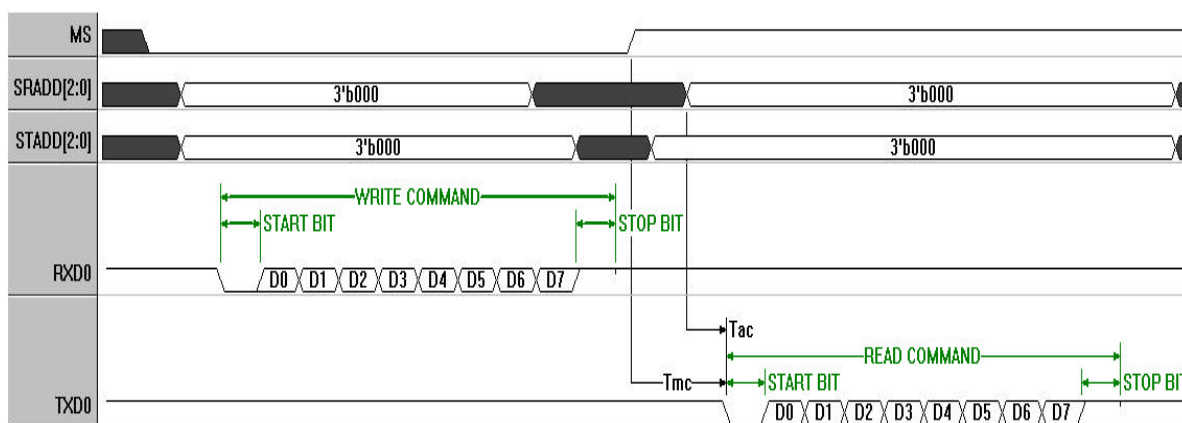 MS
SRADD[2:0] 3'b000 3'b000
STADD[2:0] 3'b000 3'b000
WRITE COMMAND
START BIT STOP BIT
RXD0 D0 D1 D2 D3 D4 D5 D6 D7
Tac
READ COMMAND
Tmc START BIT STOP BIT
TXD0 D0 D1 D2 D3 D4 D5 D6 D7